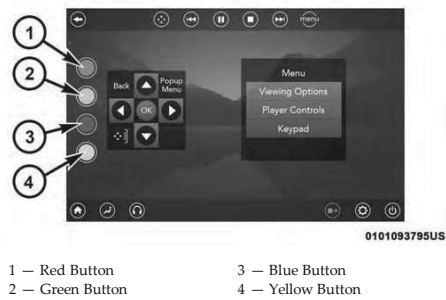 menu
1
2
3
4
Back
Popup
Menu
OK
Menu
Viewing Options
Player Controls
Keypad
0101093795US
1 — Red Button
2 — Green Button
3 — Blue Button
4 — Yellow Button